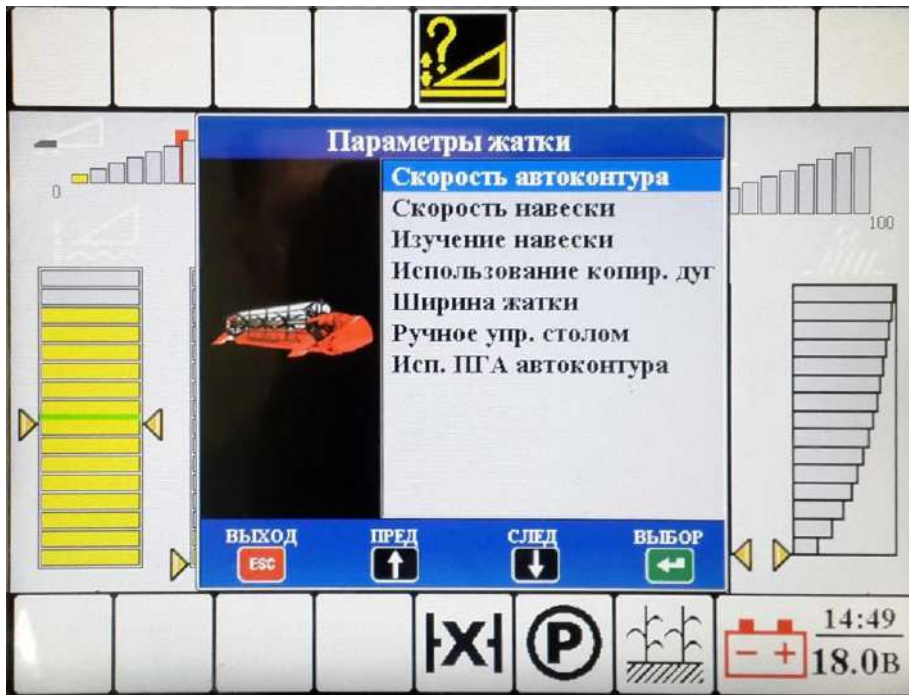 ?
Параметры жатки
0
100
Скорость автоконтура
Скорость навески
Изучение навески
Использование копир. дуг
Ширина жатки
Ручное упр. столом
Исп. ПГА автоконтура
ВЫХОД ПРЕД СЛЕД ВЫБОР
ESC
P
14:49
18.0В